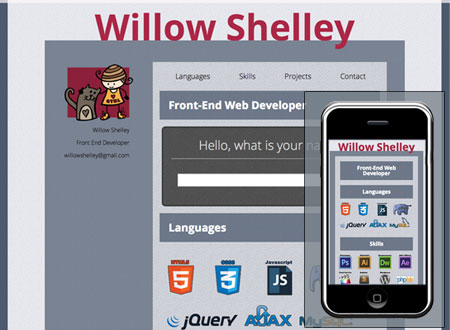 Willow Shelley
Languages Skills Projects Contact
Willow Shelley
Front End Developer
willowshelley@gmail.com
Front-End Web Developer
Hello, what is your
Languages
HTML5
CSS3
Javascript
JS
jQuery
AJAX
MySQL
Willow Shelley
Front-End Web
Developer
Languages
JS
jQuery AJAX MySQL
Skills
Ps Ai Dw Ae
php